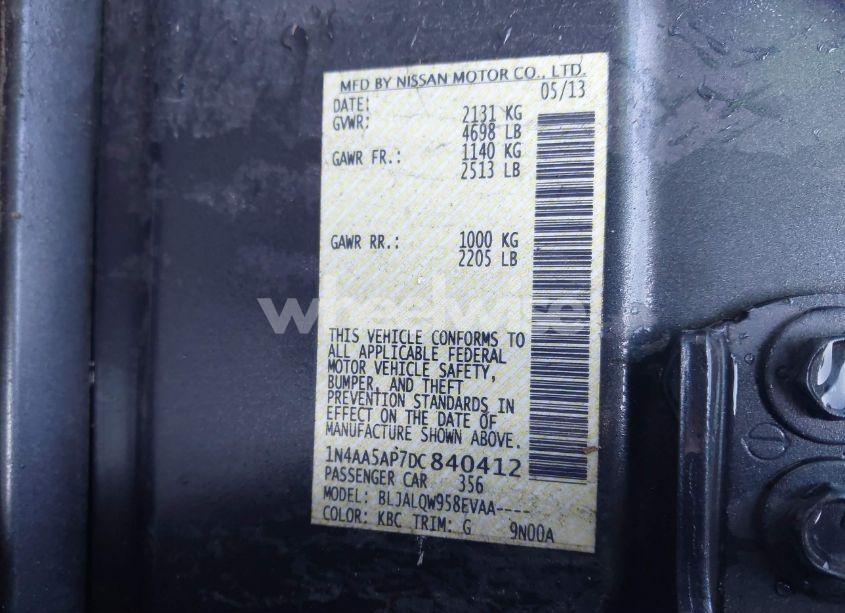 MFD BY NISSAN MOTOR CO., LTD.
DATE: 05/13
GVWR: 2131 KG
4698 LB
GAWR FR.: 1140 KG
2513 LB
GAWR RR.: 1000 KG
2205 LB
wheelwise
THIS VEHICLE CONFORMS TO
ALL APPLICABLE FEDERAL
MOTOR VEHICLE SAFETY,
BUMPER, AND THEFT
PREVENTION STANDARDS IN
EFFECT ON THE DATE OF
MANUFACTURE SHOWN ABOVE.
1N4AA5AP7DC840412
PASSENGER CAR 356
MODEL: BLJALQW958EVAA----
COLOR: KBC TRIM: G 9N00A